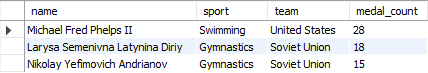 name sport team medal_count
Michael Fred Phelps II Swimming United States 28
Larysa Semenivna Latynina Diriy Gymnastics Soviet Union 18
Nikolay Yefimovich Andrianov Gymnastics Soviet Union 15